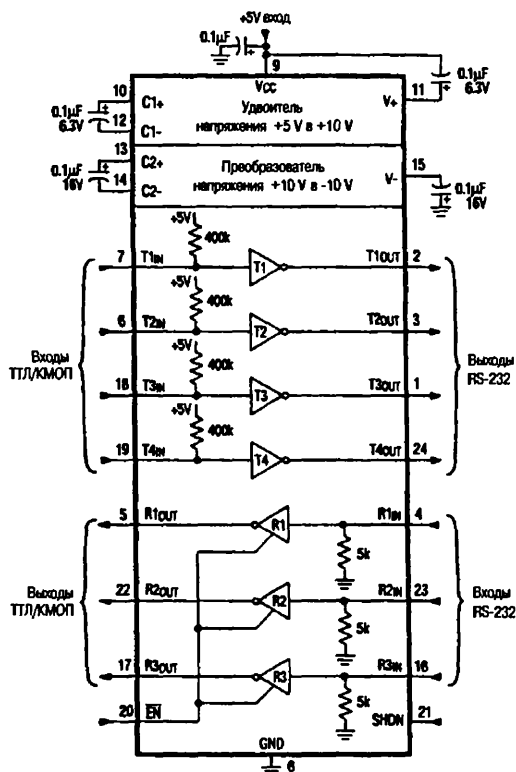 +5V вход
0.1µF
9
VCC
10 C1+
0.1µF
6.3V
12 C1-
Удвоитель
напряжения +5 V в +10 V
V+ 11
0.1µF
6.3V
13 C2+
0.1µF
16V
14 C2-
Преобразователь
напряжения +10 V в -10 V
V- 15
0.1µF
16V
+5V
400k
7 T1IN T1 T1OUT 2
+5V
400k
6 T2IN T2 T2OUT 3
+5V
400k
18 T3IN T3 T3OUT 1
+5V
400k
19 T4IN T4 T4OUT 24
Входы
ТТЛ/КМОП
Выходы
RS-232
5 R1OUT R1 R1IN 4
5k
22 R2OUT R2 R2IN 23
5k
17 R3OUT R3 R3IN 16
5k
Выходы
ТТЛ/КМОП
Входы
RS-232
20 EN SHDN 21
GND
6